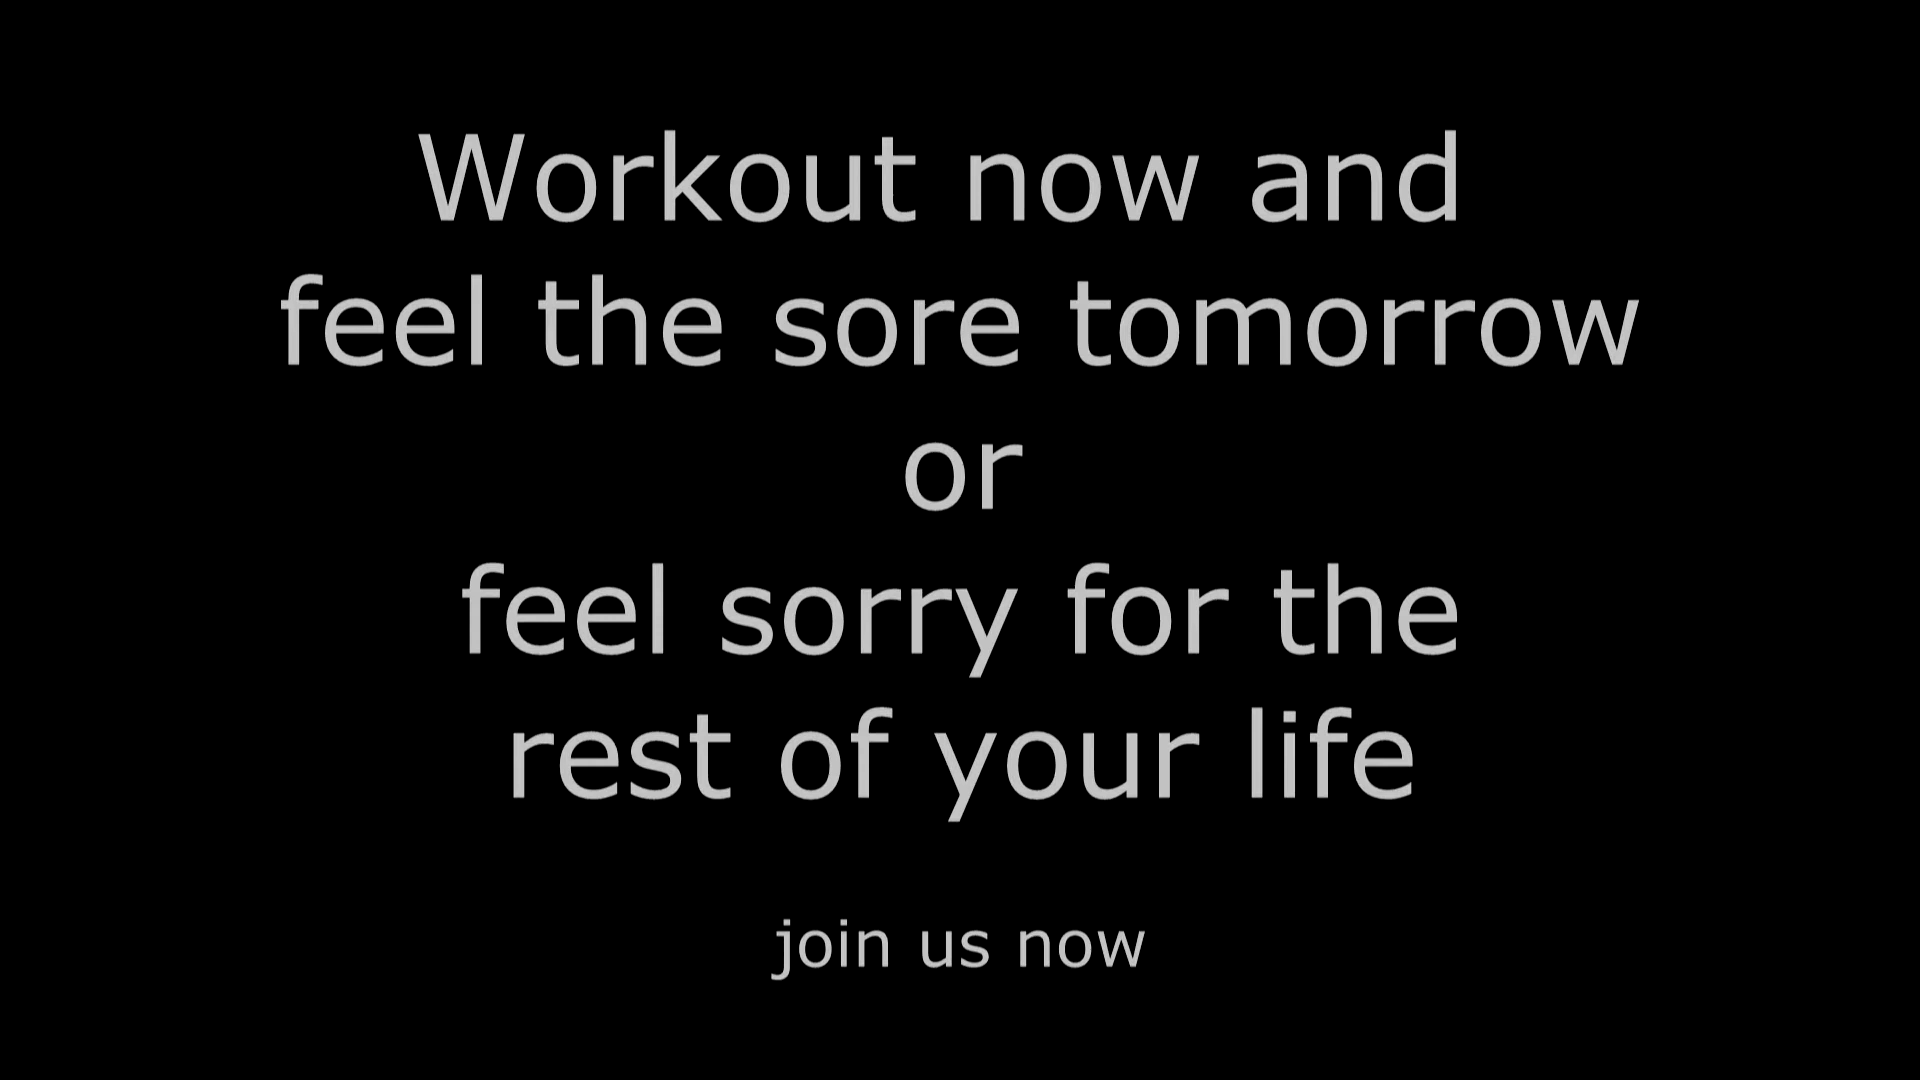 Workout now and
feel the sore tomorrow
or
feel sorry for the
rest of your life
join us now